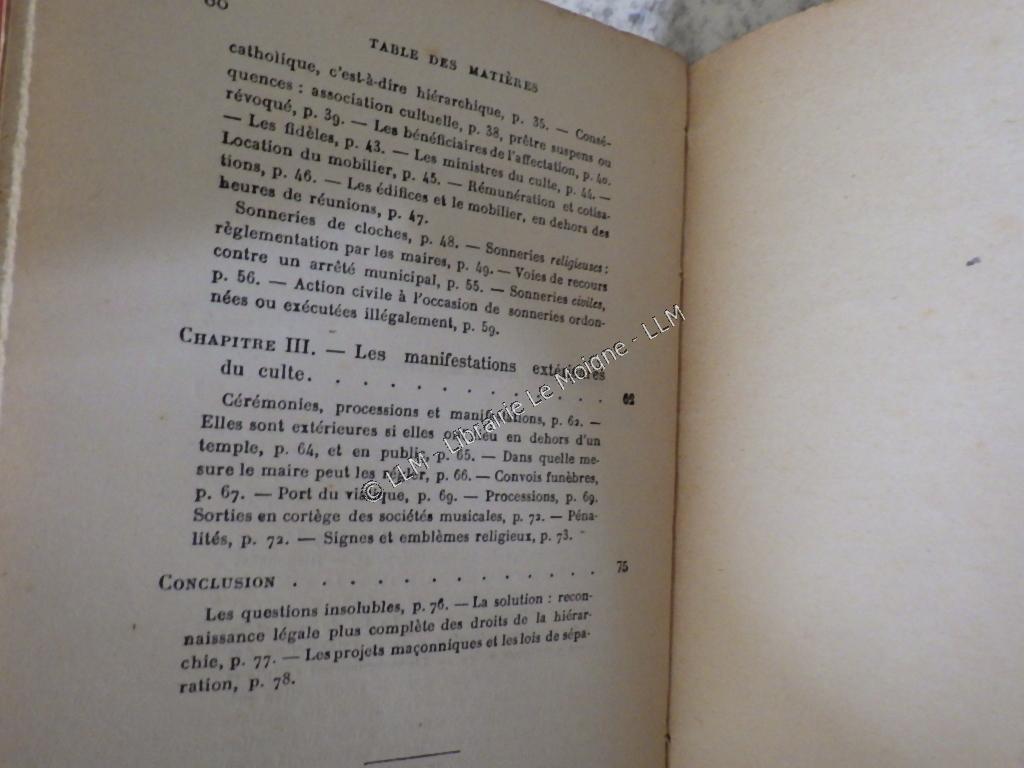 TABLE DES MATIÈRES
catholique, c'est-à-dire hiérarchique, p. 35. — Consé-
quences : association cultuelle, p. 38, prêtre suspens ou
révoqué, p. 39. — Les bénéficiaires de l'affectation, p. 40.
— Les fidèles, p. 43. — Les ministres du culte, p. 44. —
Location du mobilier, p. 45. — Rémunération et cotisa-
tions, p. 46. — Les édifices et le mobilier, en dehors des
heures de réunions, p. 47.
Sonneries de cloches, p. 48. — Sonneries religieuses :
règlementation par les maires, p. 49. — Voies de recours
contre un arrêté municipal, p. 55. — Sonneries civiles,
p. 56. — Action civile à l'occasion de sonneries ordon-
nées ou exécutées illégalement, p. 59.
CHAPITRE III. — Les manifestations extérieures
du culte. . . . . . . . . . . . 62
Cérémonies, processions et manifestations, p. 62. —
Elles sont extérieures si elles ont lieu en dehors d'un
temple, p. 64, et en public, p. 65. — Dans quelle me-
sure le maire peut les régler, p. 66. — Convois funèbres,
p. 67. — Port du viatique, p. 69. — Processions, p. 69.
Sorties en cortège des sociétés musicales, p. 72. — Péna-
lités, p. 72. — Signes et emblèmes religieux, p. 73.
CONCLUSION . . . . . . . . . . . . . 75
Les questions insolubles, p. 76. — La solution : recon-
naissance légale plus complète des droits de la hiérar-
chie, p. 77. — Les projets maçonniques et les lois de sépa-
ration, p. 78.
© LLM - Librairie Le Moigne - LLM